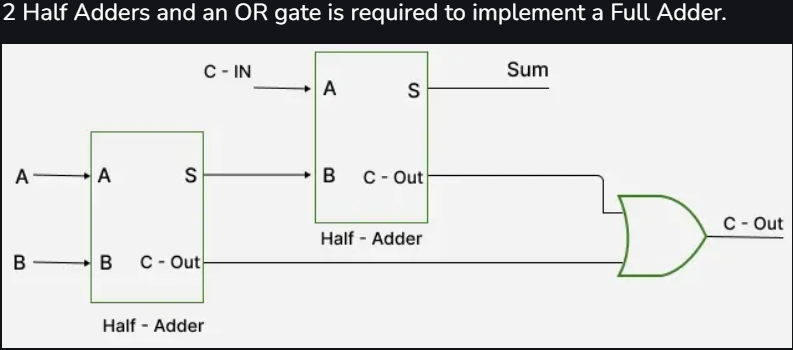 2 Half Adders and an OR gate is required to implement a Full Adder.
C - IN
Sum
A
S
A
A
S
B
C - Out
C - Out
B
B
C - Out
Half - Adder
Half - Adder